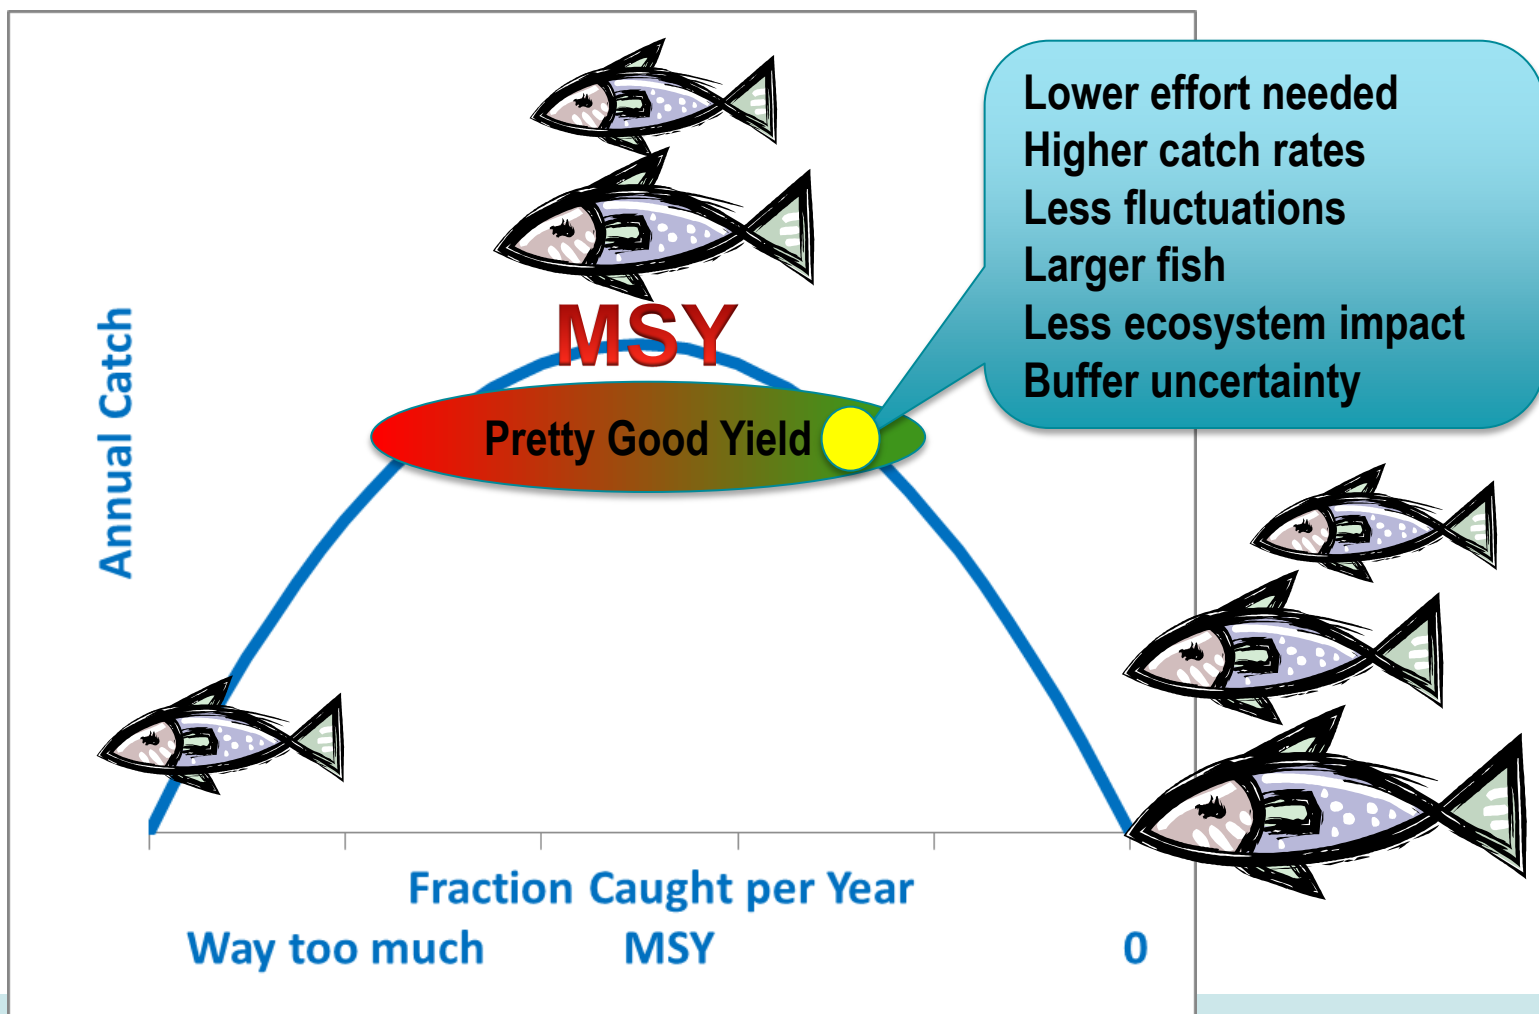 Lower effort needed
Higher catch rates
Less fluctuations
Larger fish
Less ecosystem impact
Buffer uncertainty
MSY
Pretty Good Yield
Annual Catch
Fraction Caught per Year
Way too much MSY 0